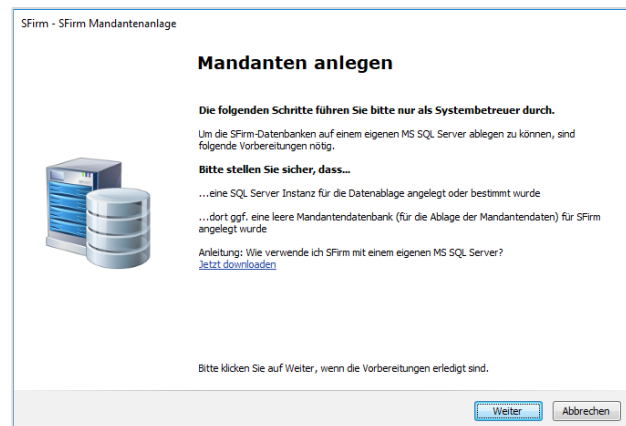 SFirm - SFirm Mandantenanlage
Mandanten anlegen
Die folgenden Schritte führen Sie bitte nur als Systembetreuer durch.
Um die SFirm-Datenbanken auf einem eigenen MS SQL Server ablegen zu können, sind
folgende Vorbereitungen nötig.
Bitte stellen Sie sicher, dass...
...eine SQL Server Instanz für die Datenablage angelegt oder bestimmt wurde
...dort ggf. eine leere Mandantendatenbank (für die Ablage der Mandantendaten) für SFirm
angelegt wurde
Anleitung: Wie verwende ich SFirm mit einem eigenen MS SQL Server?
Jetzt downloaden
Bitte klicken Sie auf Weiter, wenn die Vorbereitungen erledigt sind.
Weiter Abbrechen